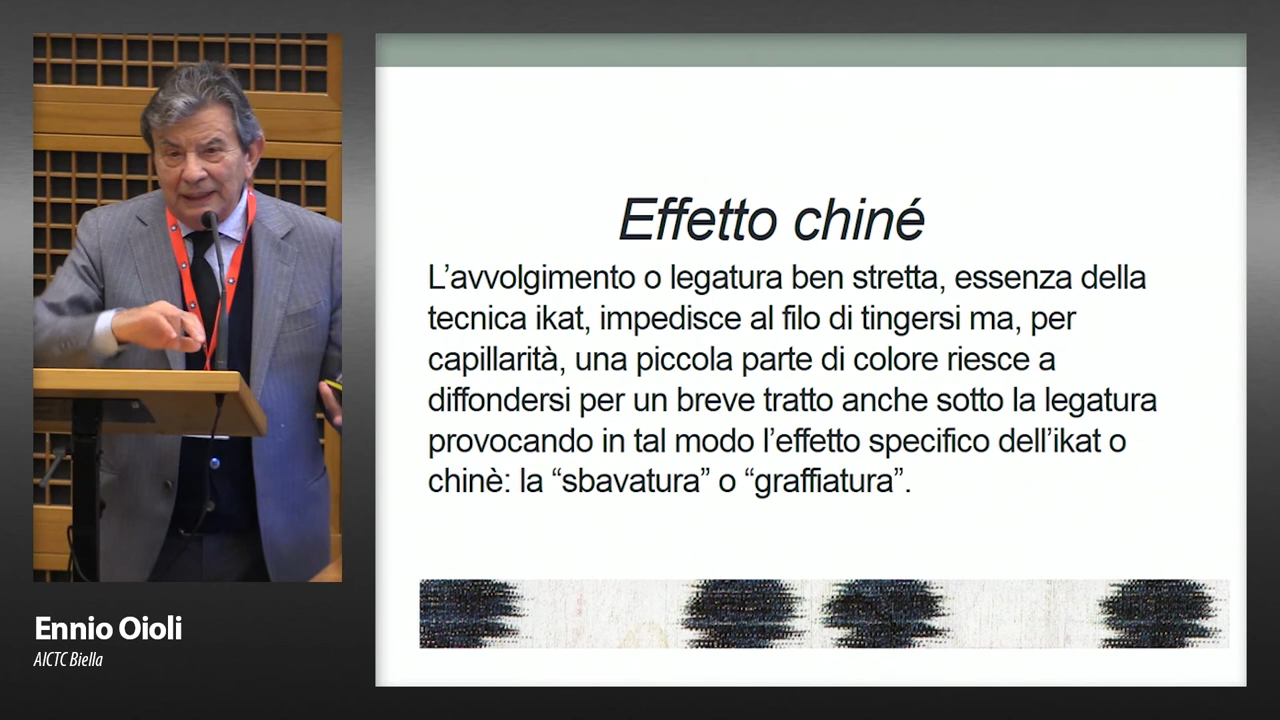 Effetto chiné
L’avvolgimento o legatura ben stretta, essenza della
tecnica ikat, impedisce al filo di tingersi ma, per
capillarità, una piccola parte di colore riesce a
diffondersi per un breve tratto anche sotto la legatura
provocando in tal modo l’effetto specifico dell’ikat o
chinè: la “sbavatura” o “graffiatura”.
Ennio Oioli
AICTC Biella